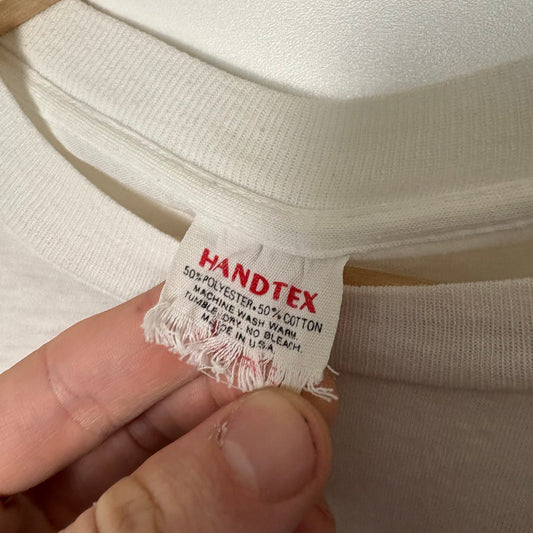 HANDTEX
50% POLYESTER • 50% COTTON
MACHINE WASH WARM.
TUMBLE DRY. NO BLEACH.
MADE IN U.S.A